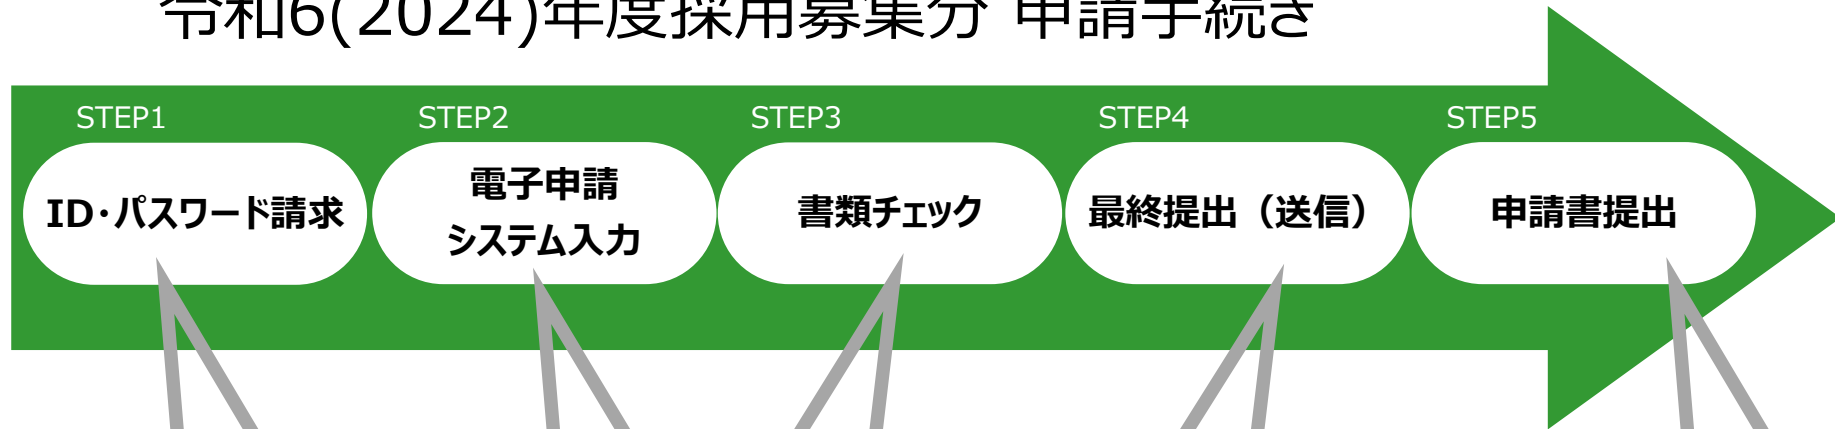 令和6(2024)年度採用募集分 申請手続き
STEP1
ID・パスワード請求
STEP2
電子申請
システム入力
STEP3
書類チェック
STEP4
最終提出（送信）
STEP5
申請書提出